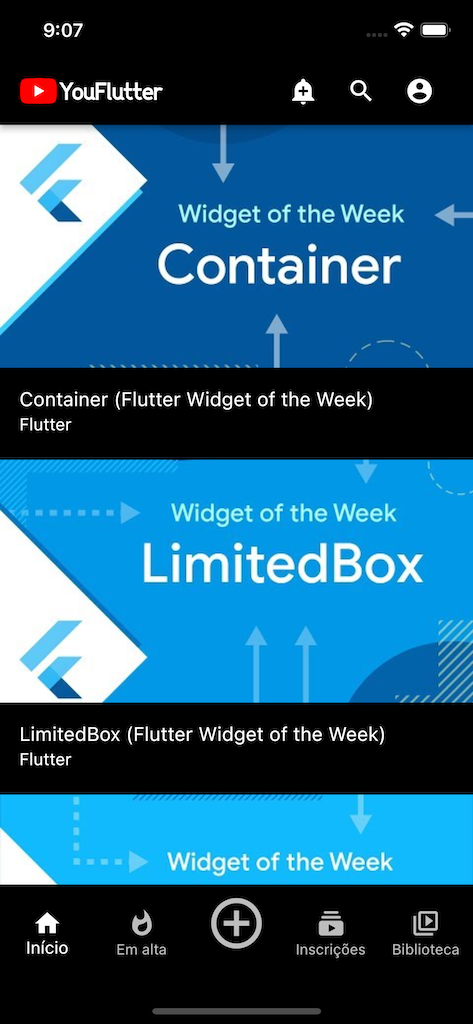 9:07
YouFlutter
Widget of the Week
Container
Container (Flutter Widget of the Week)
Flutter
Widget of the Week
LimitedBox
LimitedBox (Flutter Widget of the Week)
Flutter
Widget of the Week
Início
Em alta
Inscrições
Biblioteca